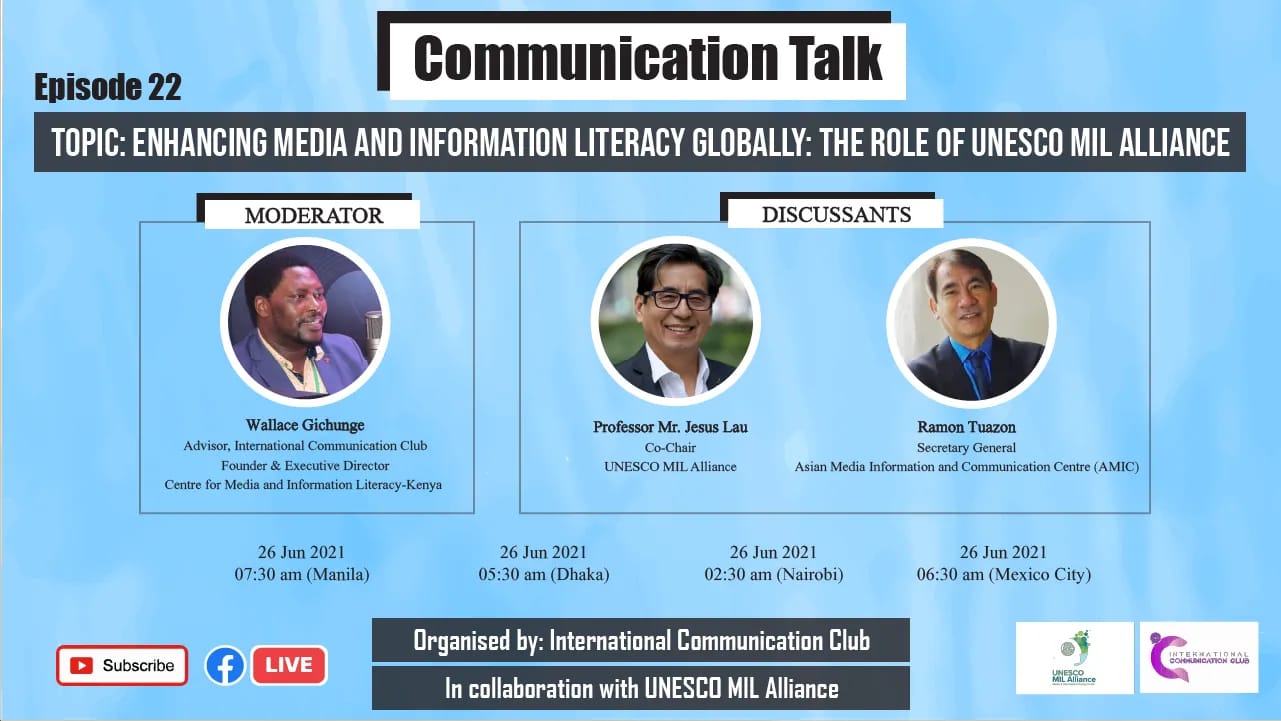 Communication Talk
Episode 22
TOPIC: ENHANCING MEDIA AND INFORMATION LITERACY GLOBALLY: THE ROLE OF UNESCO MIL ALLIANCE
MODERATOR
Wallace Gichunge
Advisor, International Communication Club
Founder & Executive Director
Centre for Media and Information Literacy-Kenya
DISCUSSANTS
Professor Mr. Jesus Lau
Co-Chair
UNESCO MIL Alliance
Ramon Tuazon
Secretary General
Asian Media Information and Communication Centre (AMIC)
26 Jun 2021
07:30 am (Manila)
26 Jun 2021
05:30 am (Dhaka)
26 Jun 2021
02:30 am (Nairobi)
26 Jun 2021
06:30 am (Mexico City)
Subscribe
LIVE
Organised by: International Communication Club
In collaboration with UNESCO MIL Alliance
UNESCO
MIL Alliance
INTERNATIONAL
COMMUNICATION CLUB